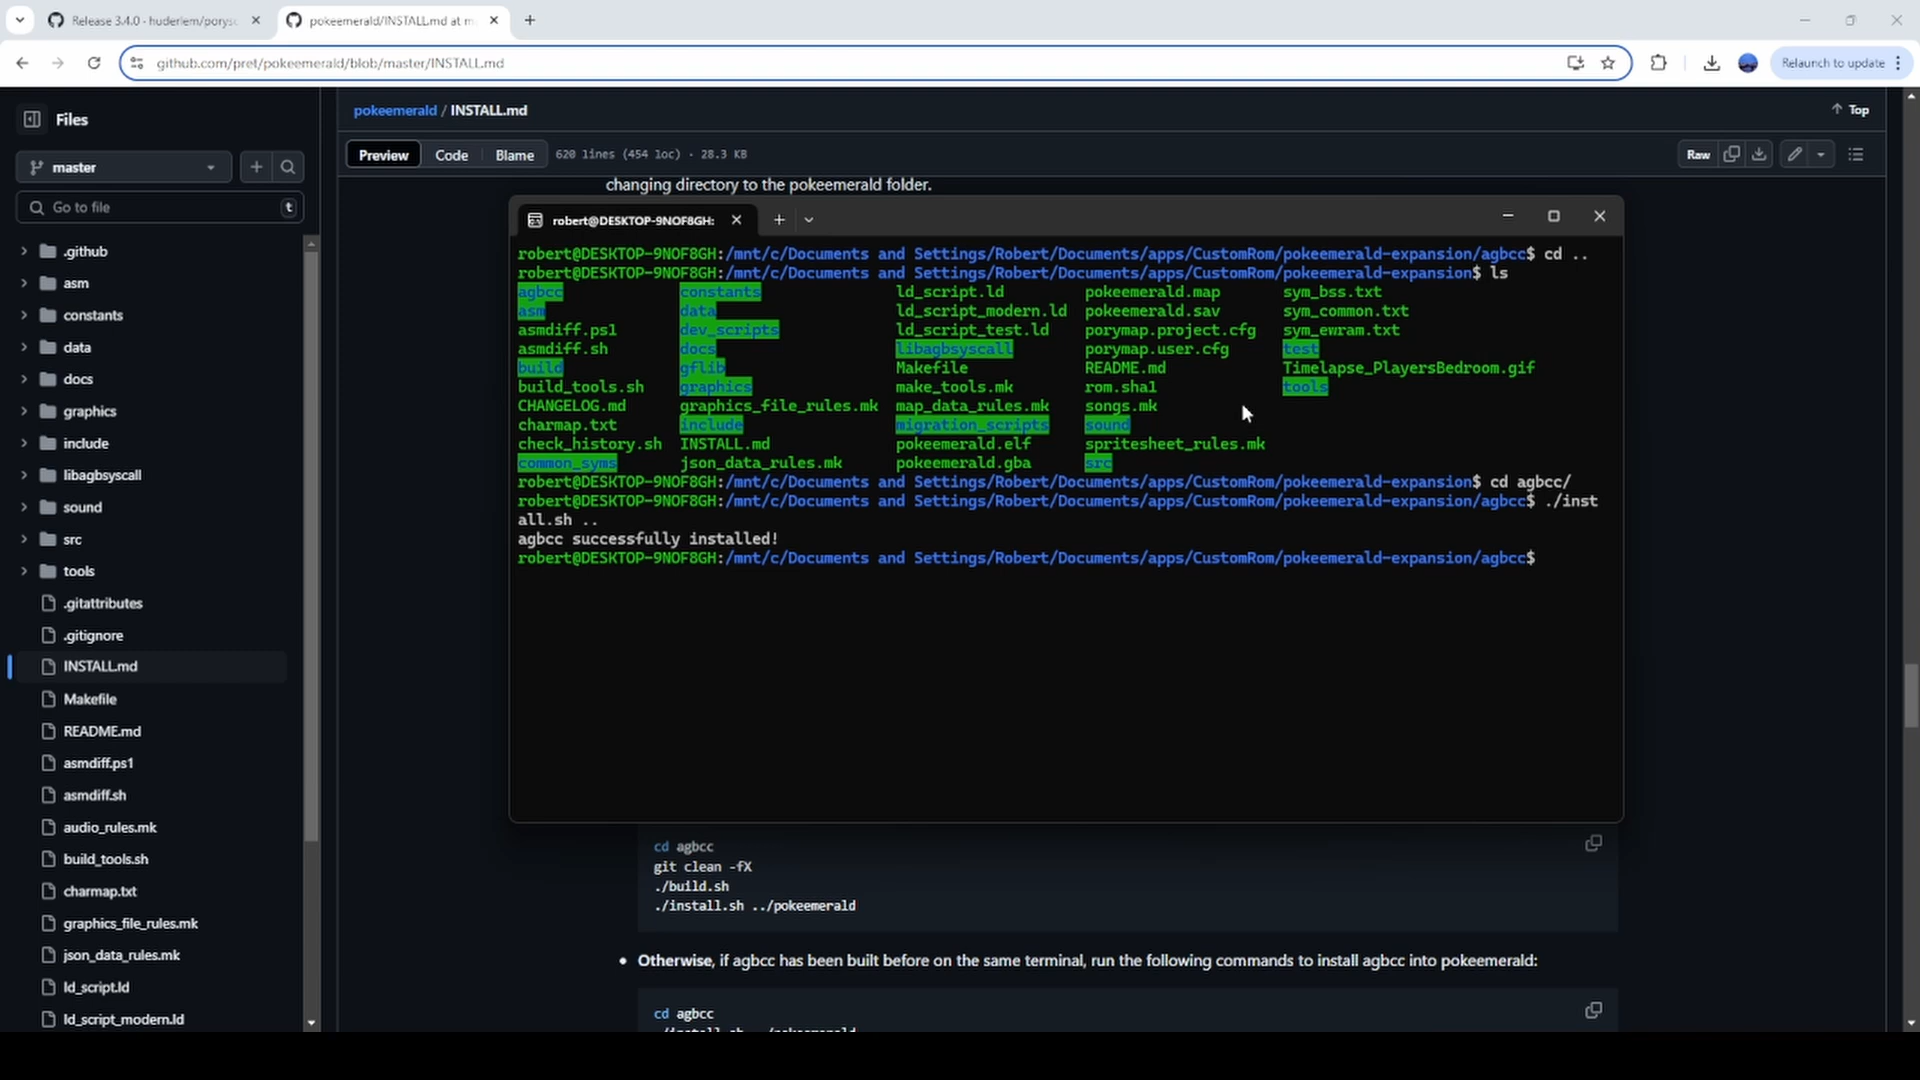 Release 3.4.0 - huderlem/porys
pokeemerald/INSTALL.md at m
github.com/pret/pokeemerald/blob/master/INSTALL.md
Relaunch to update
Files
master
Go to file
t
.github
asm
constants
data
docs
graphics
include
libagbsyscall
sound
src
tools
.gitattributes
.gitignore
INSTALL.md
Makefile
README.md
asmdiff.ps1
asmdiff.sh
audio_rules.mk
build_tools.sh
charmap.txt
graphics_file_rules.mk
json_data_rules.mk
ld_script.ld
ld_script_modern.ld
pokeemerald / INSTALL.md
Top
Preview Code Blame 620 lines (454 loc) · 28.3 KB
Raw
changing directory to the pokeemerald folder.
robert@DESKTOP-9NOF8GH:
robert@DESKTOP-9NOF8GH:/mnt/c/Documents and Settings/Robert/Documents/apps/CustomRom/pokeemerald-expansion/agbcc$ cd ..
robert@DESKTOP-9NOF8GH:/mnt/c/Documents and Settings/Robert/Documents/apps/CustomRom/pokeemerald-expansion$ ls
agbcc constants ld_script.ld pokeemerald.map sym_bss.txt
asm data ld_script_modern.ld pokeemerald.sav sym_common.txt
asmdiff.ps1 dev_scripts ld_script_test.ld porymap.project.cfg sym_ewram.txt
asmdiff.sh docs libagbsyscall porymap.user.cfg test
build gflib Makefile README.md Timelapse_PlayersBedroom.gif
build_tools.sh graphics make_tools.mk rom.sha1 tools
CHANGELOG.md graphics_file_rules.mk map_data_rules.mk songs.mk
charmap.txt include migration_scripts sound
check_history.sh INSTALL.md pokeemerald.elf spritesheet_rules.mk
common_syms json_data_rules.mk pokeemerald.gba src
robert@DESKTOP-9NOF8GH:/mnt/c/Documents and Settings/Robert/Documents/apps/CustomRom/pokeemerald-expansion$ cd agbcc/
robert@DESKTOP-9NOF8GH:/mnt/c/Documents and Settings/Robert/Documents/apps/CustomRom/pokeemerald-expansion/agbcc$ ./inst
all.sh ..
agbcc successfully installed!
robert@DESKTOP-9NOF8GH:/mnt/c/Documents and Settings/Robert/Documents/apps/CustomRom/pokeemerald-expansion/agbcc$
cd agbcc
git clean -fX
./build.sh
./install.sh ../pokeemerald
• Otherwise, if agbcc has been built before on the same terminal, run the following commands to install agbcc into pokeemerald:
cd agbcc